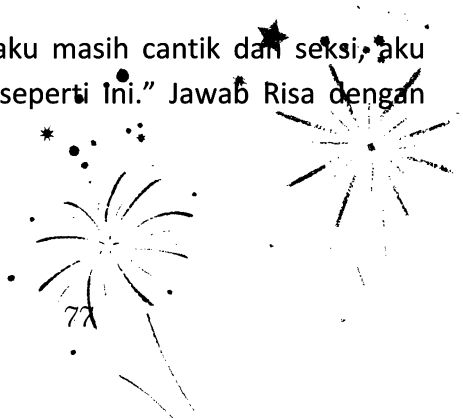 aku masih cantik dan seksi, aku
seperti ini.” Jawab Risa dengan
77